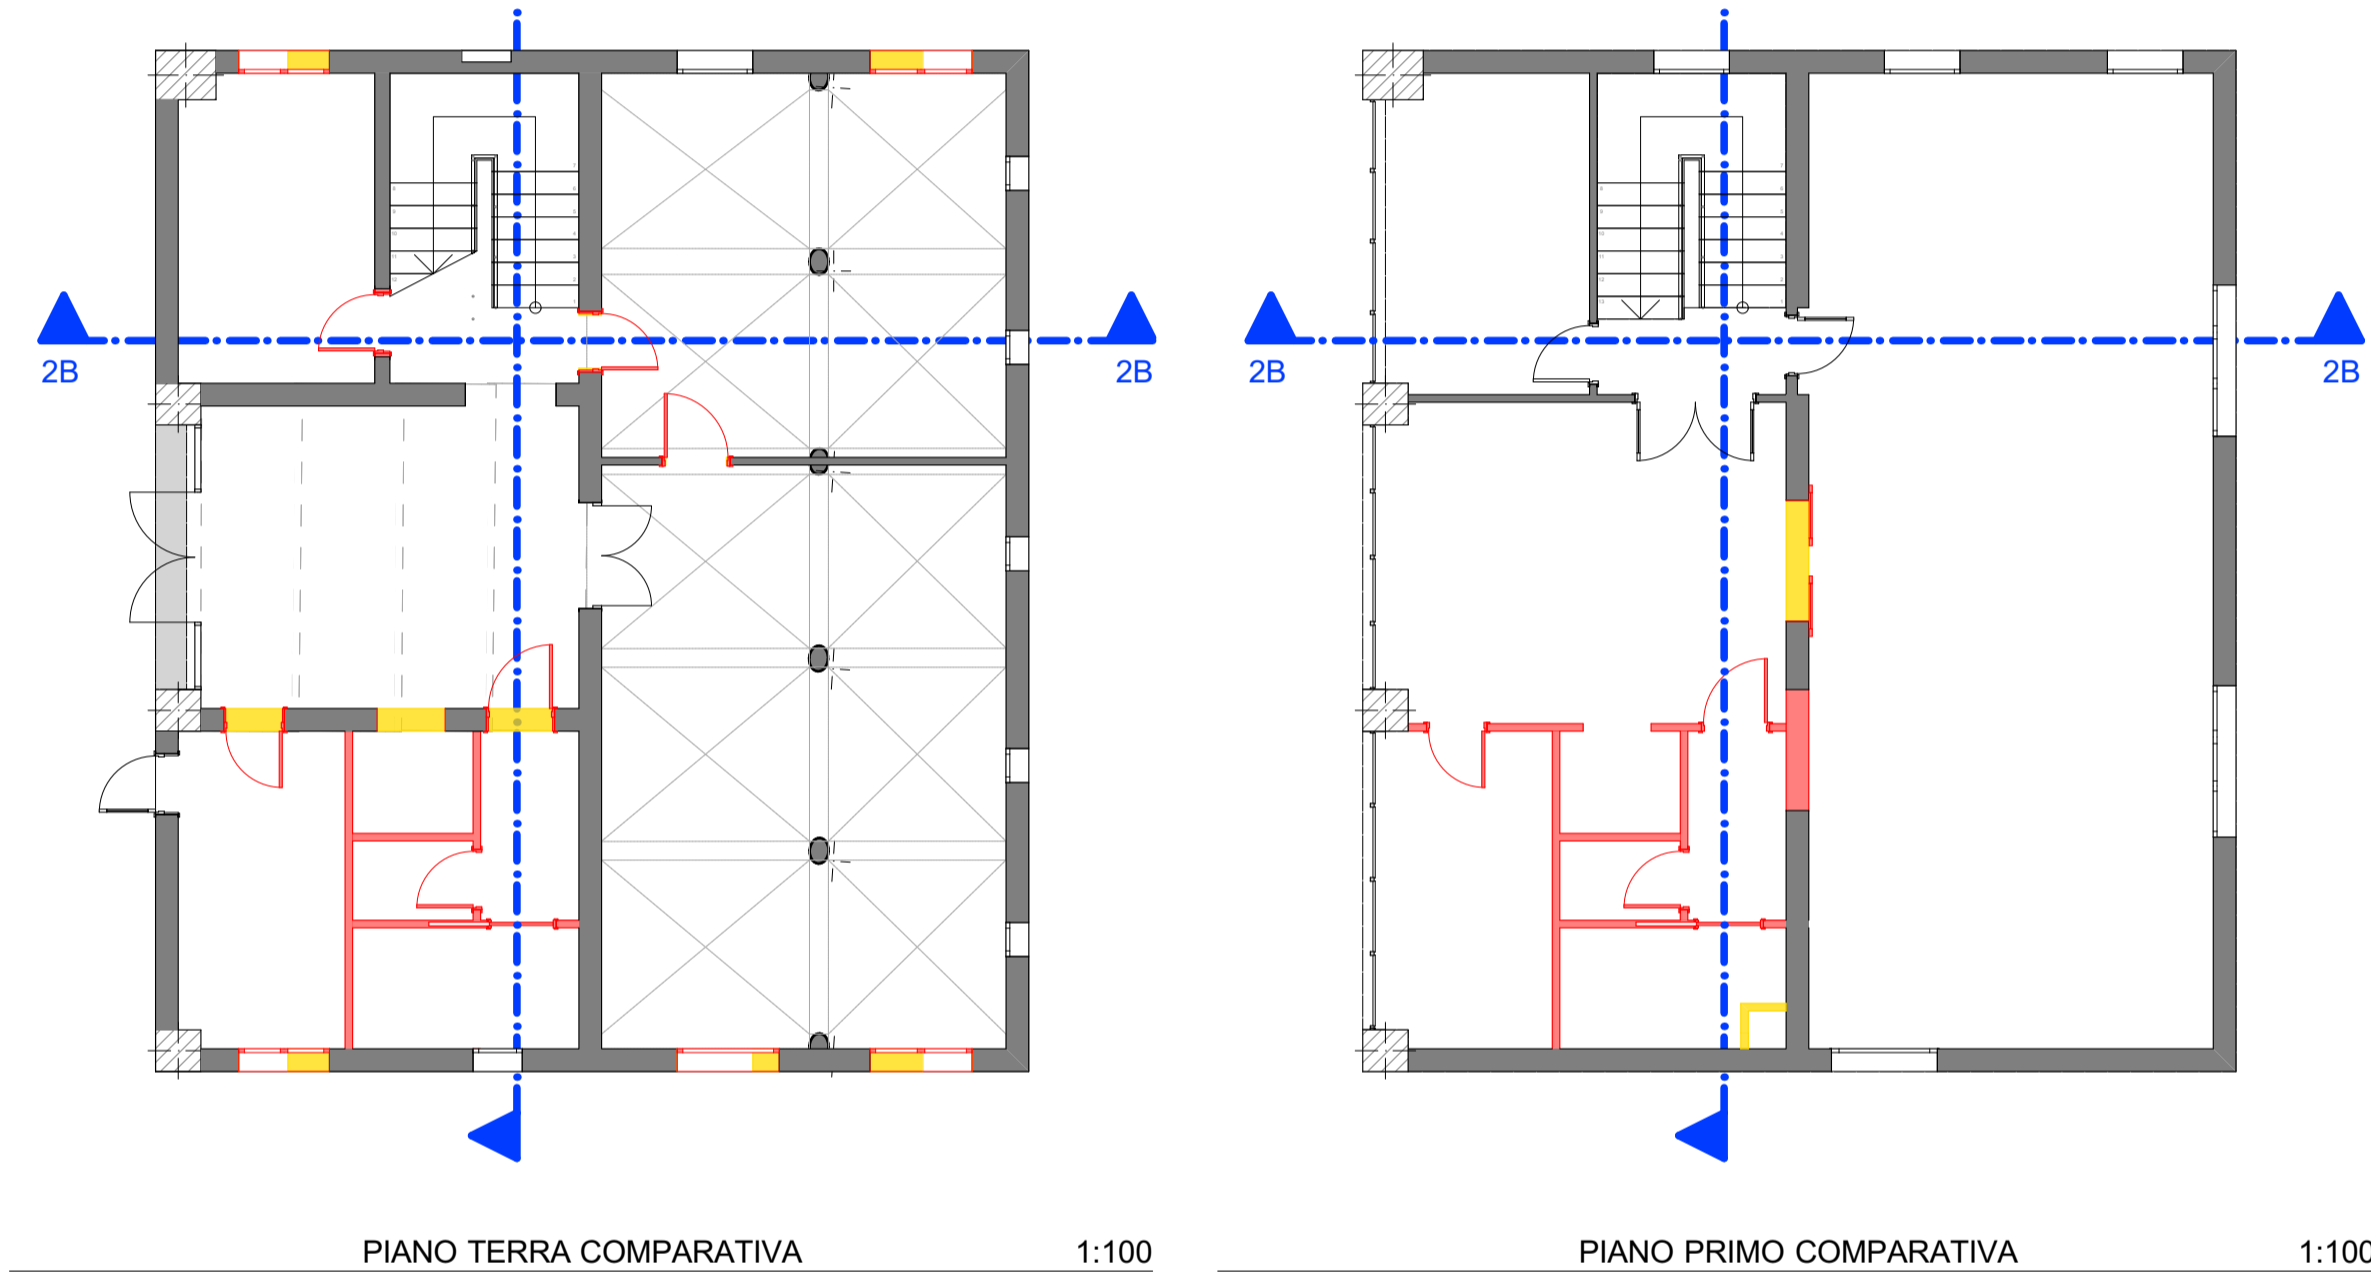 2B 2B 2B 2B
PIANO TERRA COMPARATIVA 1:100 PIANO PRIMO COMPARATIVA 1:100